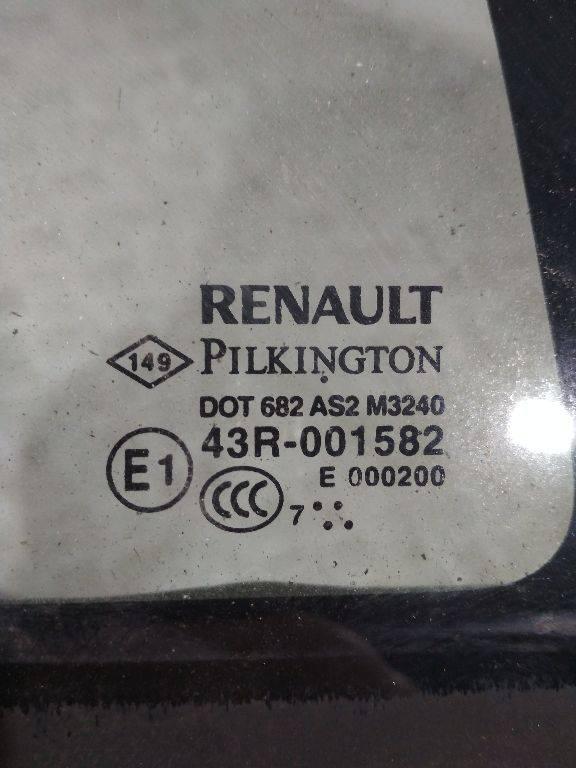 RENAULT
149 PILKINGTON
DOT 682 AS2 M3240
43R-001582
E1
E 000200
CCC
7